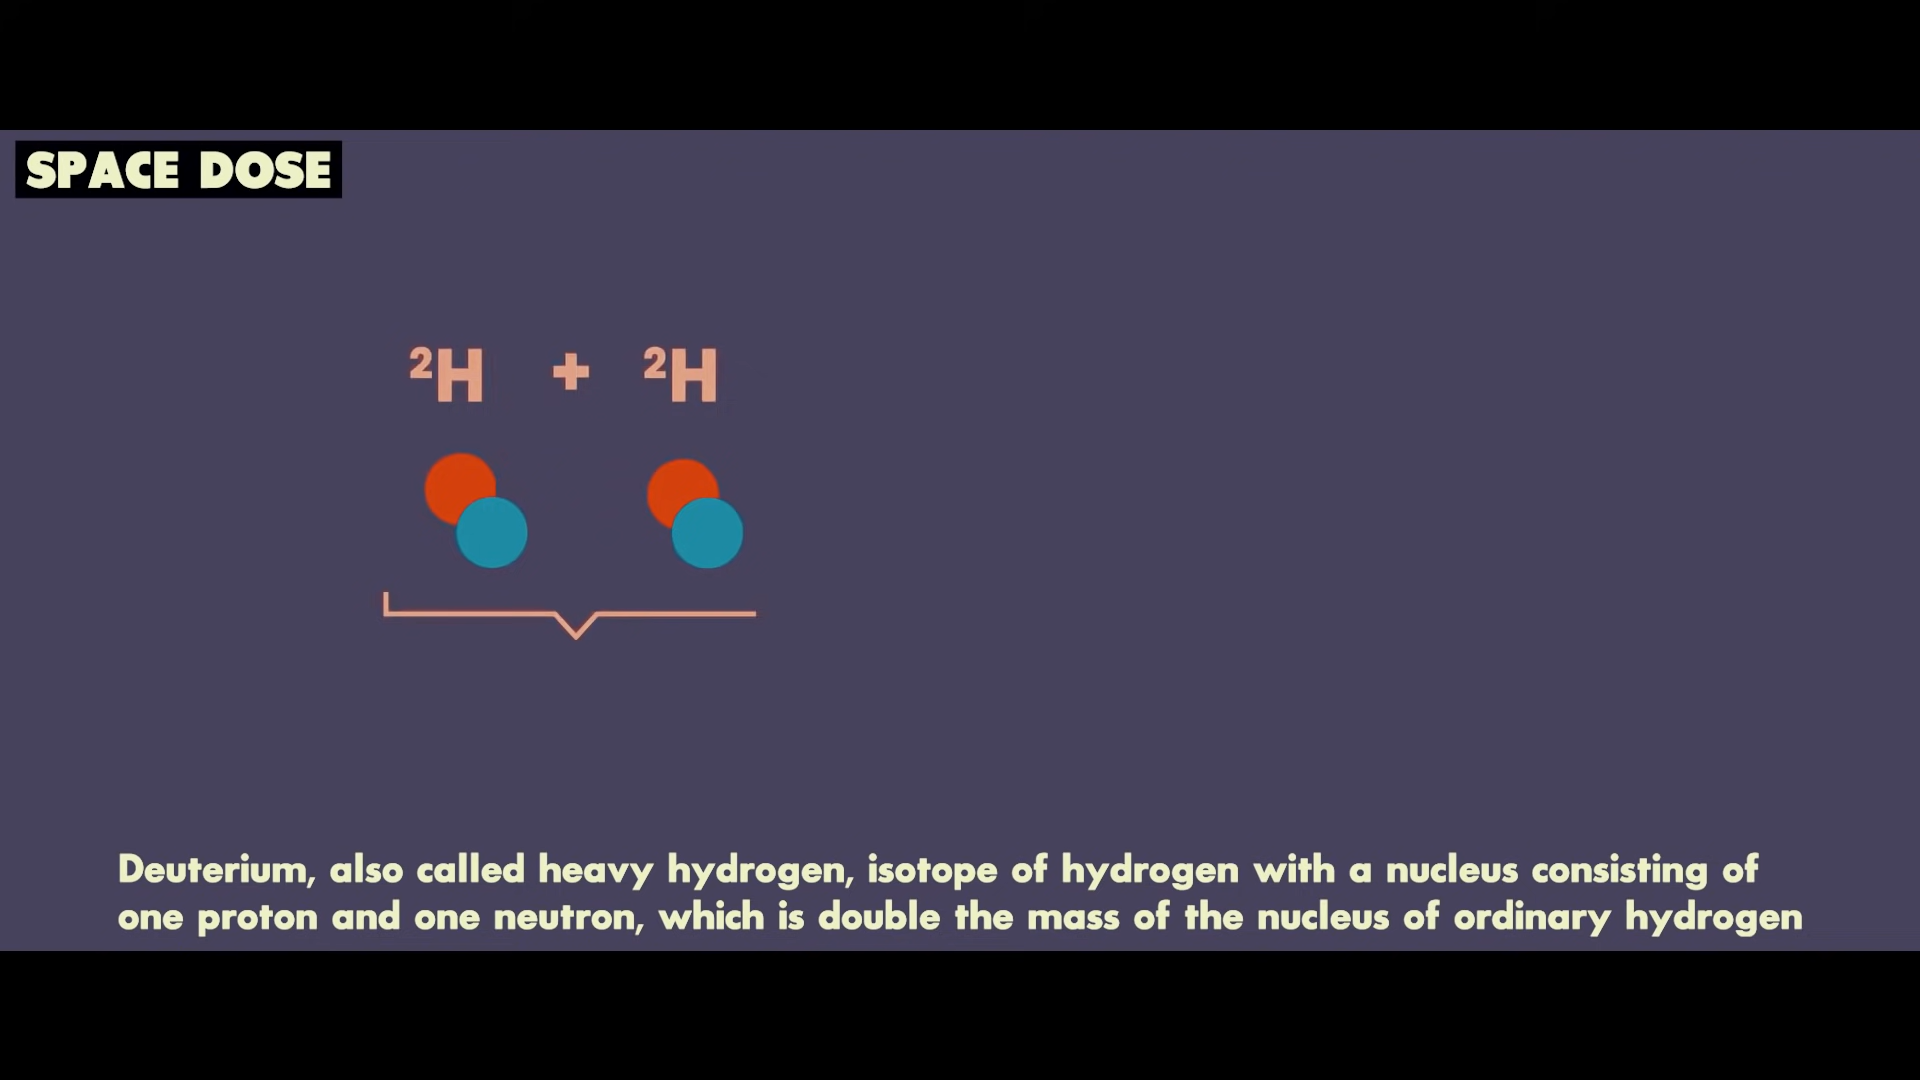 SPACE DOSE
²H + ²H
Deuterium, also called heavy hydrogen, isotope of hydrogen with a nucleus consisting of
one proton and one neutron, which is double the mass of the nucleus of ordinary hydrogen